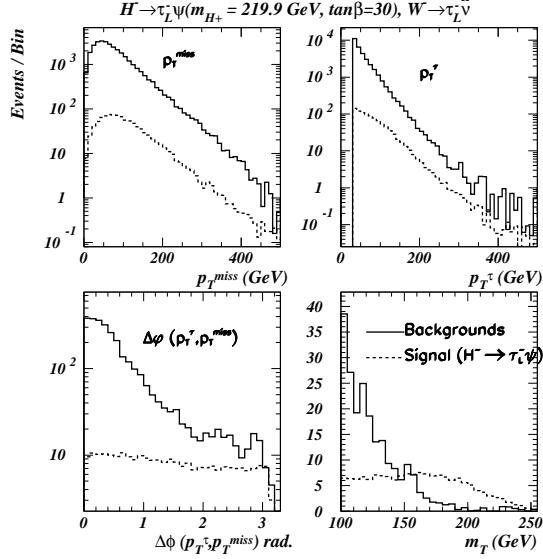 H⁻→τ⁻_L ψ(m_H+ = 219.9 GeV, tanβ=30), W⁻→τ⁻_L ν̄
Events / Bin
10³
10²
10
1
10⁻¹
p_T^miss
0 200 400
p_T^miss (GeV)
10⁴
10³
10²
10
1
10⁻¹
p_T^τ
0 200 400
p_T^τ (GeV)
10²
10
Δφ (p_T^τ, p_T^miss)
0 1 2 3
Δϕ (p_T^τ, p_T^miss) rad.
40
35
30
25
20
15
10
5
0
Backgrounds
Signal (H⁻ → τ_L⁻ψ)
100 150 200 250
m_T (GeV)